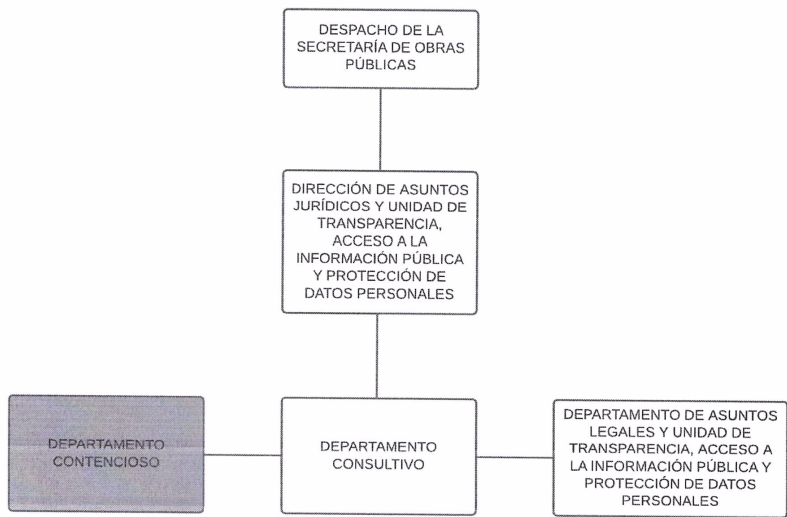 DESPACHO DE LA
SECRETARÍA DE OBRAS
PÚBLICAS
DIRECCIÓN DE ASUNTOS
JURÍDICOS Y UNIDAD DE
TRANSPARENCIA,
ACCESO A LA
INFORMACIÓN PÚBLICA
Y PROTECCIÓN DE
DATOS PERSONALES
DEPARTAMENTO
CONTENCIOSO
DEPARTAMENTO
CONSULTIVO
DEPARTAMENTO DE ASUNTOS
LEGALES Y UNIDAD DE
TRANSPARENCIA, ACCESO A
LA INFORMACIÓN PÚBLICA Y
PROTECCIÓN DE DATOS
PERSONALES